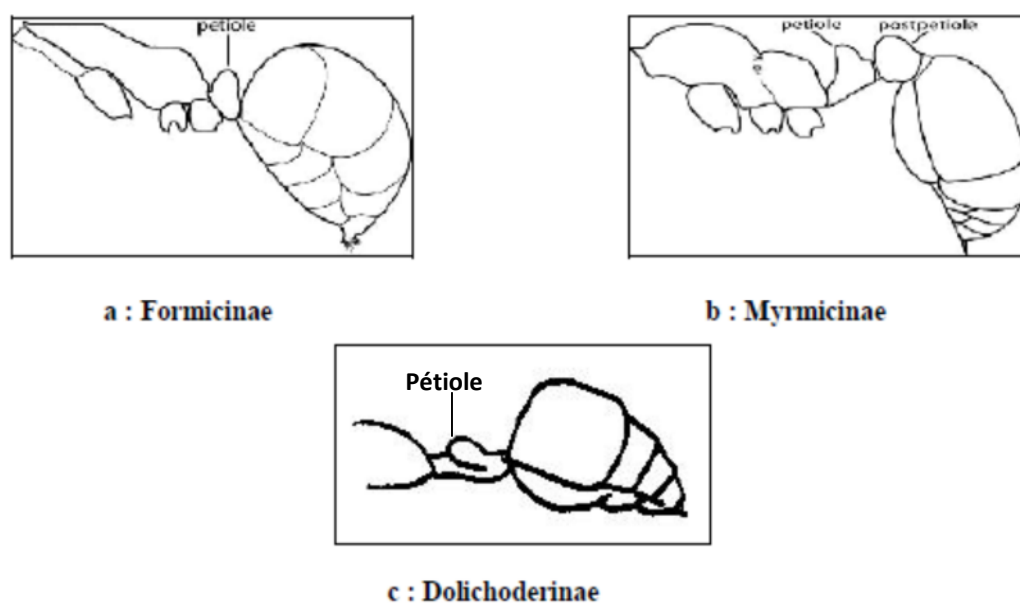 petiole
petiole postpetiole
a : Formicinae
b : Myrmicinae
Pétiole
c : Dolichoderinae